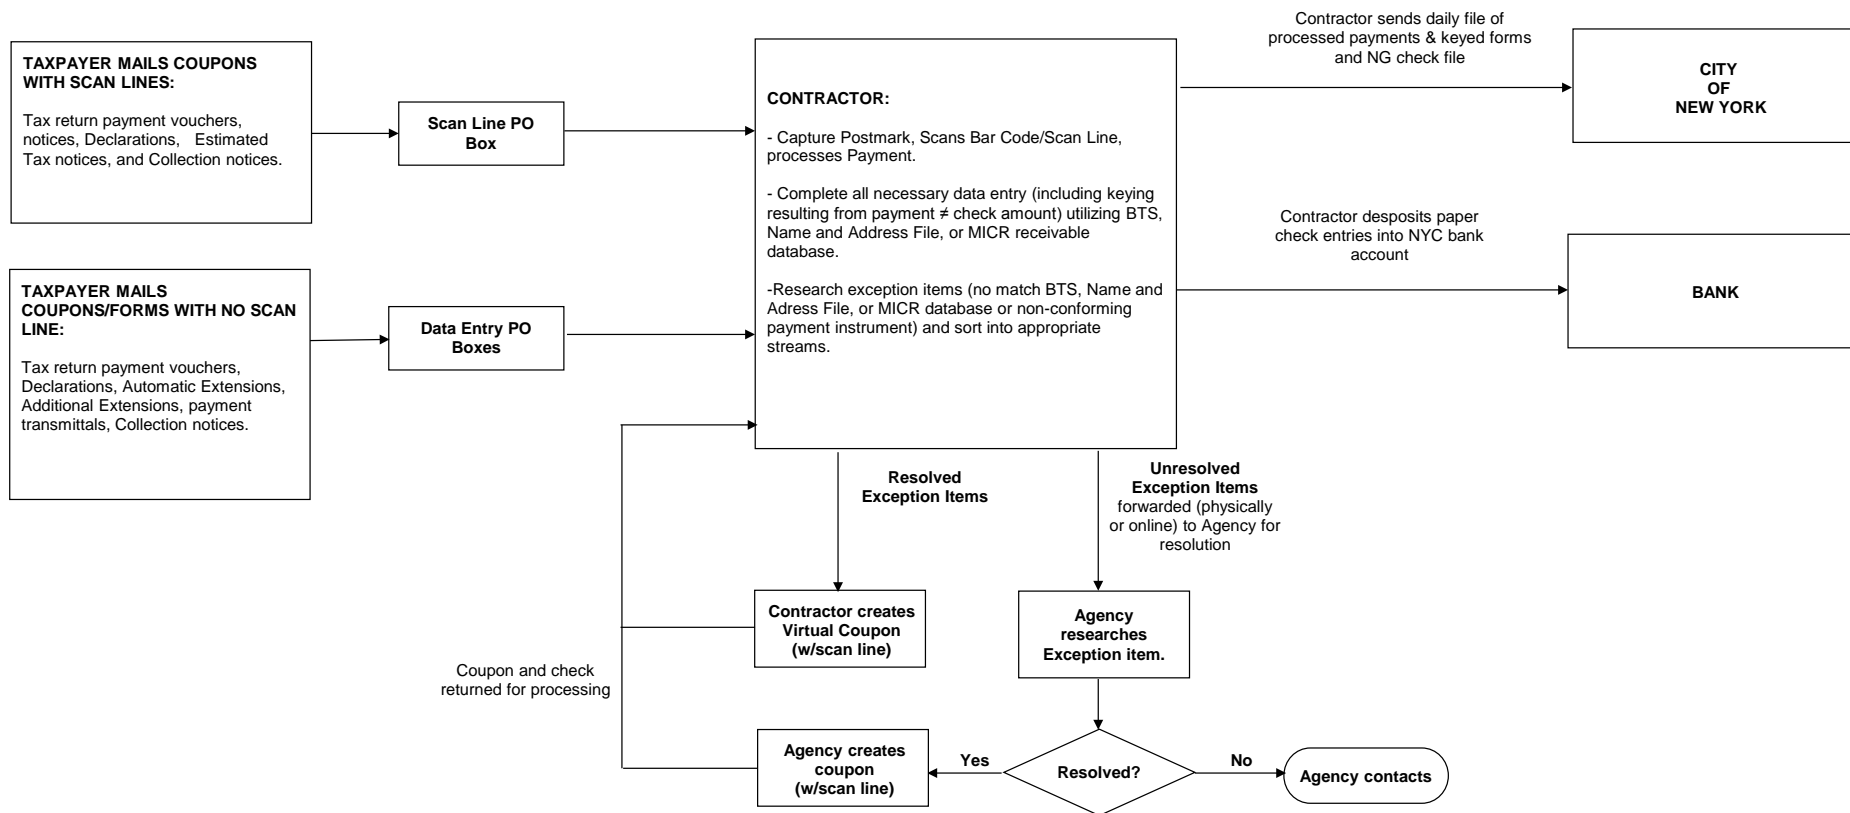 TAXPAYER MAILS COUPONS
WITH SCAN LINES:
Tax return payment vouchers,
notices, Declarations, Estimated
Tax notices, and Collection notices.
Scan Line PO
Box
TAXPAYER MAILS
COUPONS/FORMS WITH NO SCAN
LINE:
Tax return payment vouchers,
Declarations, Automatic Extensions,
Additional Extensions, payment
transmittals, Collection notices.
Data Entry PO
Boxes
CONTRACTOR:
- Capture Postmark, Scans Bar Code/Scan Line,
processes Payment.
- Complete all necessary data entry (including keying
resulting from payment ≠ check amount) utilizing BTS,
Name and Address File, or MICR receivable
database.
-Research exception items (no match BTS, Name and
Adress File, or MICR database or non-conforming
payment instrument) and sort into appropriate
streams.
Contractor sends daily file of
processed payments & keyed forms
and NG check file
CITY
OF
NEW YORK
Contractor desposits paper
check entries into NYC bank
account
BANK
Resolved
Exception Items
Unresolved
Exception Items
forwarded (physically
or online) to Agency for
resolution
Contractor creates
Virtual Coupon
(w/scan line)
Agency
researches
Exception item.
Coupon and check
returned for processing
Agency creates
coupon
(w/scan line)
Yes
Resolved?
No
Agency contacts